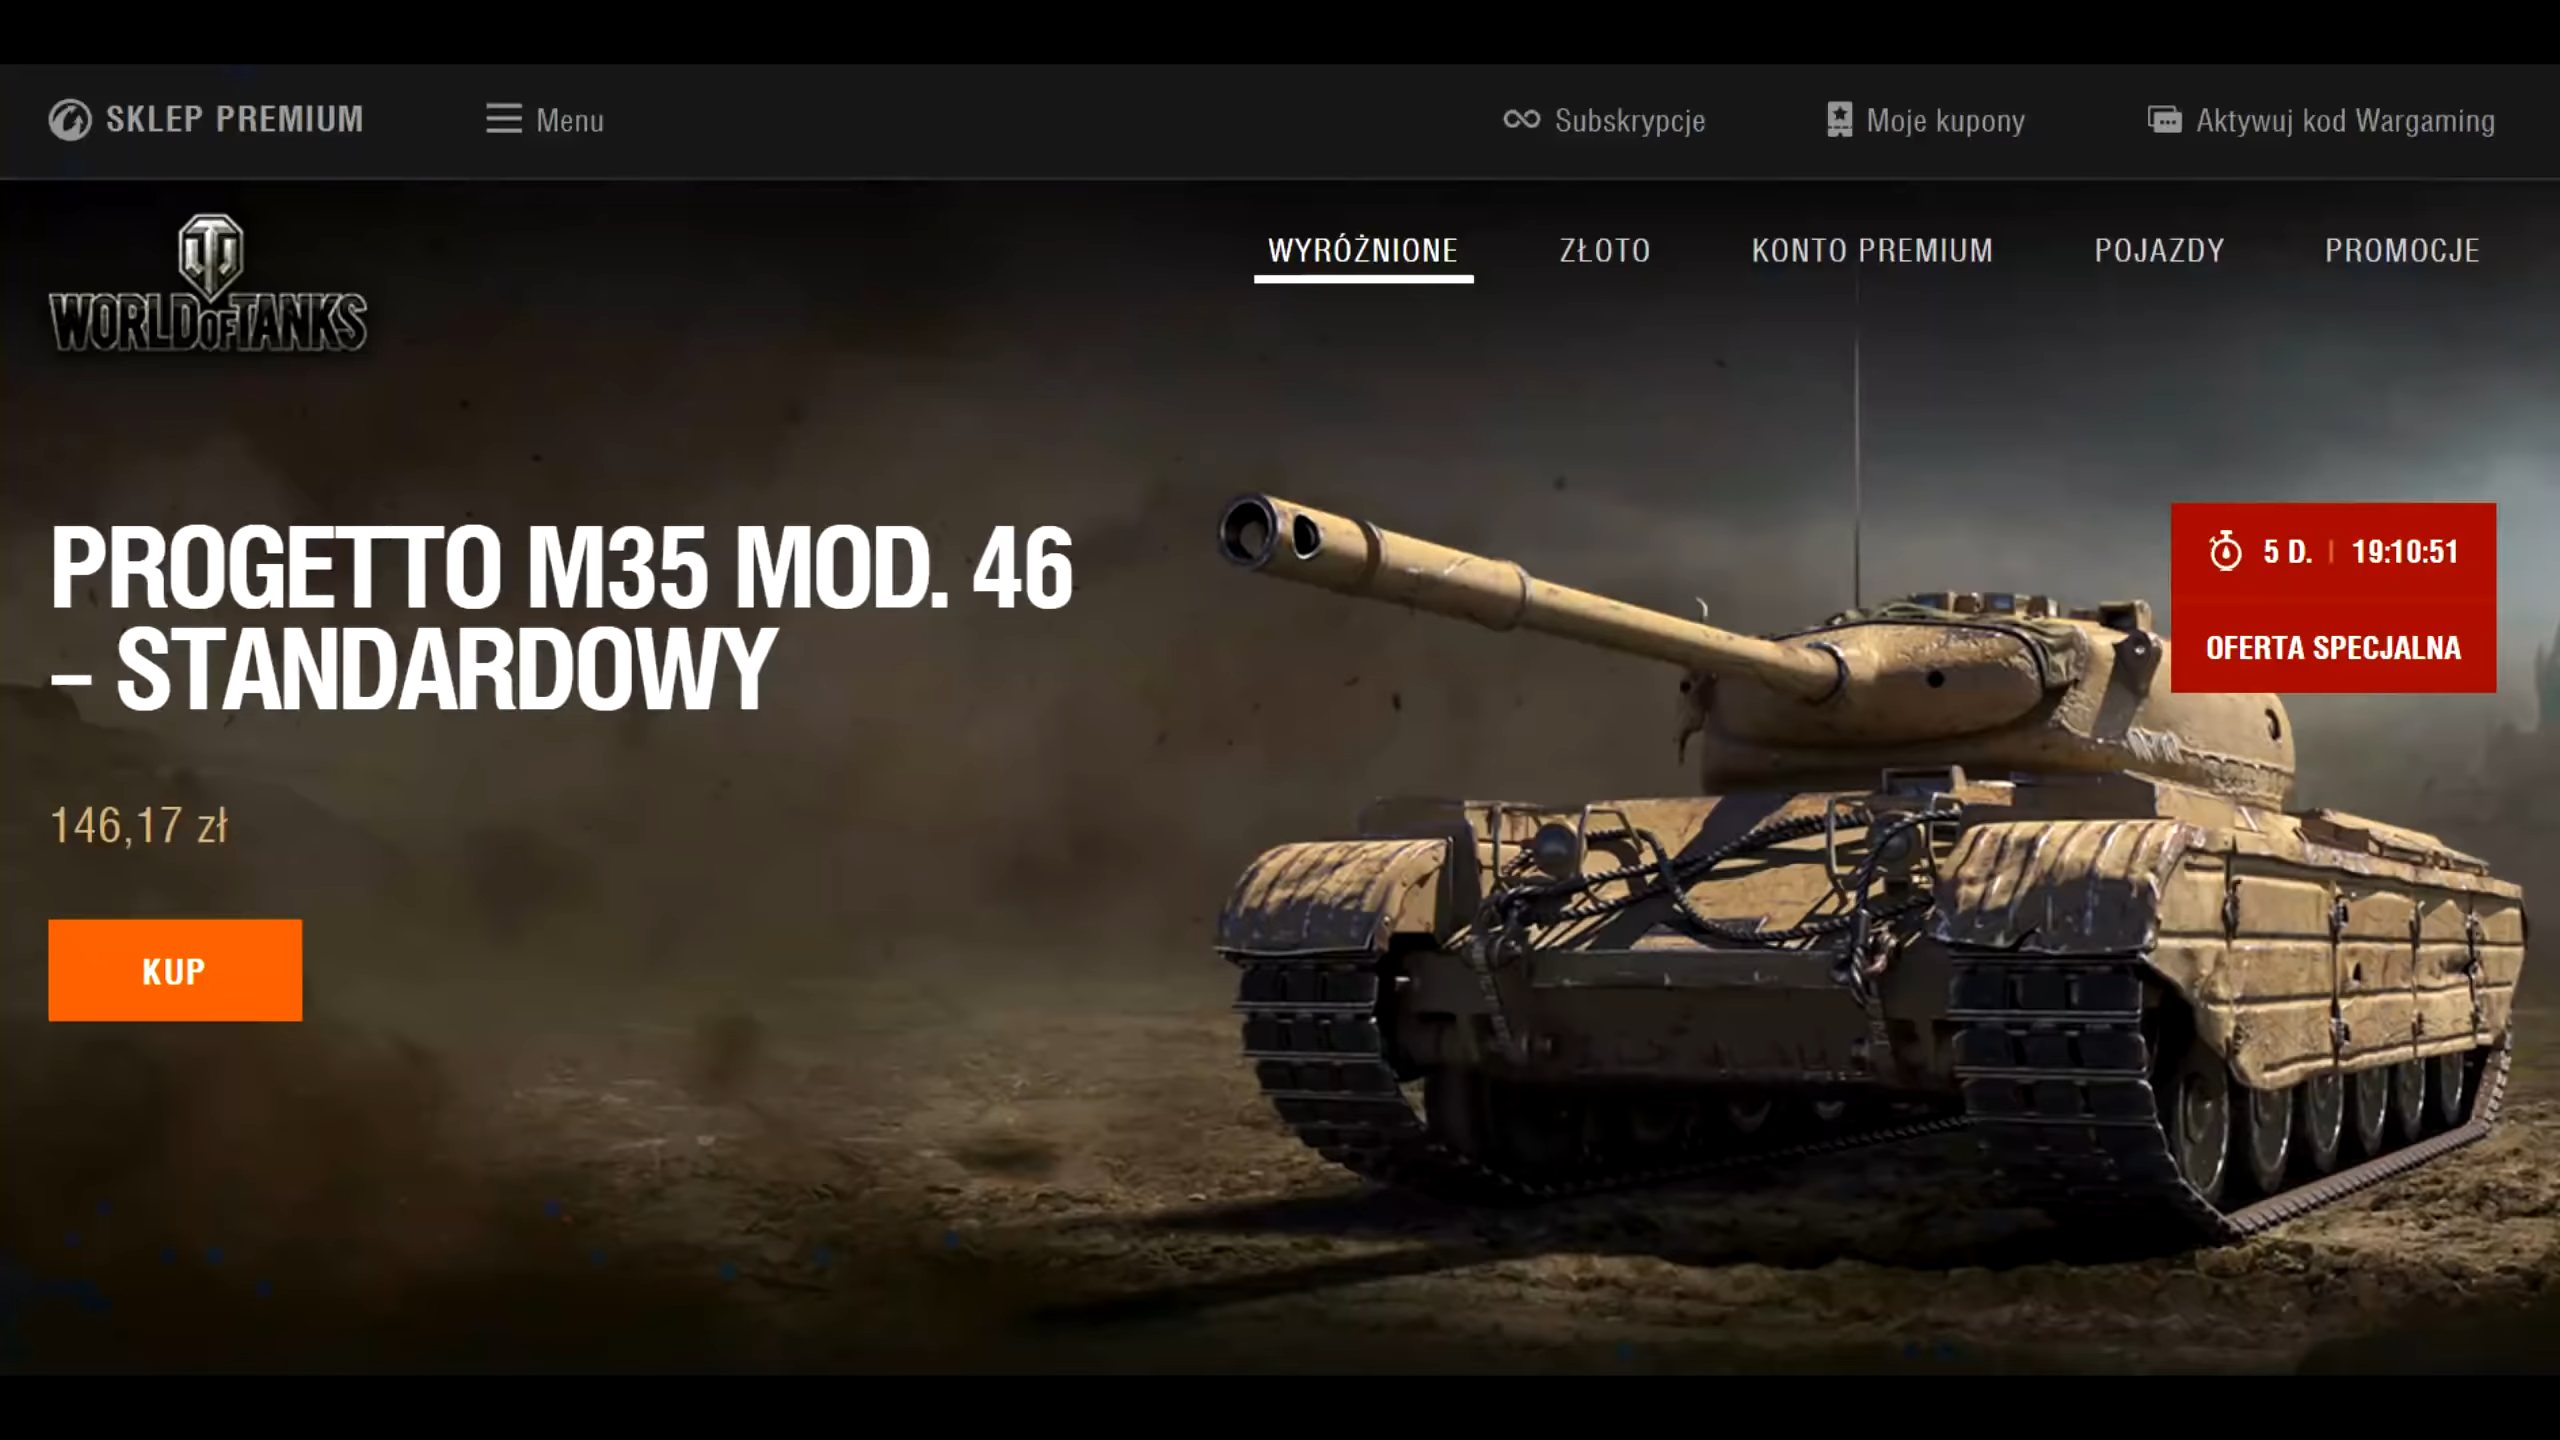 SKLEP PREMIUM
Menu
Subskrypcje
Moje kupony
Aktywuj kod Wargaming
WORLD OF TANKS
WYRÓŻNIONE
ZŁOTO
KONTO PREMIUM
POJAZDY
PROMOCJE
PROGETTO M35 MOD. 46
– STANDARDOWY
5 D. | 19:10:51
OFERTA SPECJALNA
146,17 zł
KUP